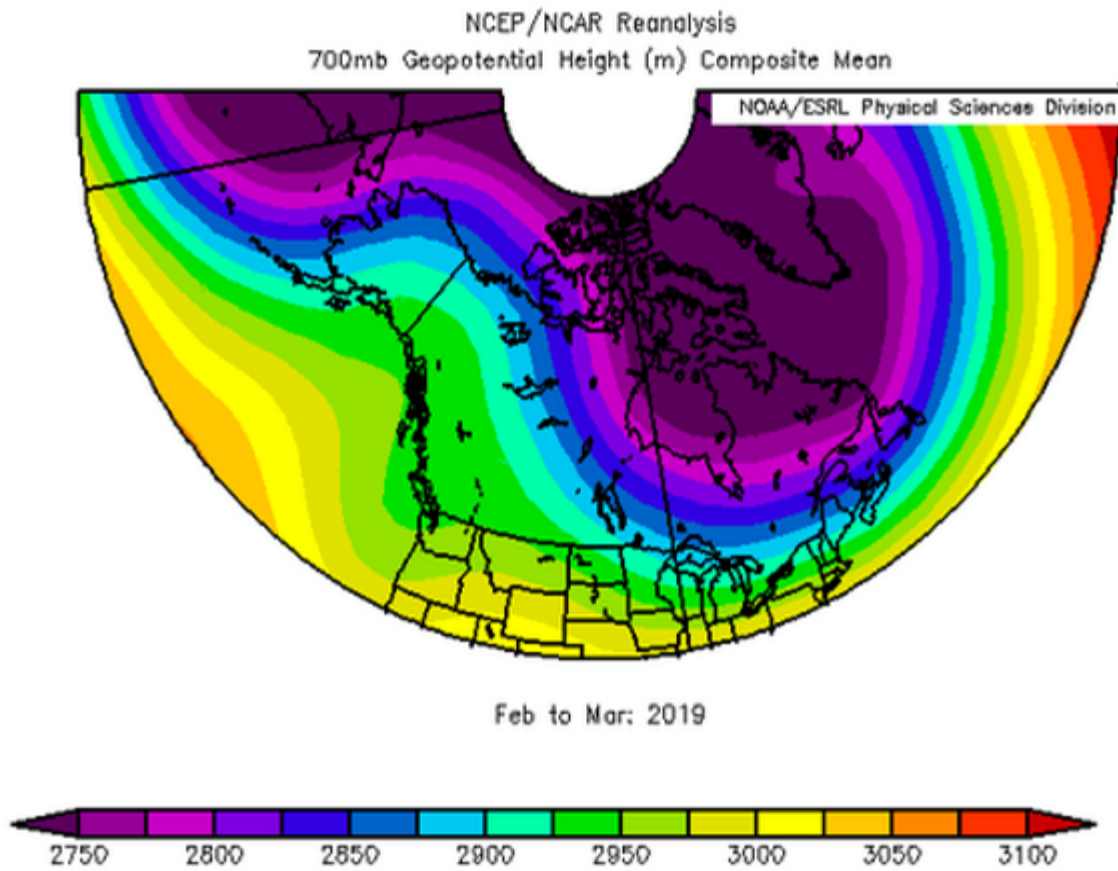 NCEP/NCAR Reanalysis
700mb Geopotential Height (m) Composite Mean
NOAA/ESRL Physical Sciences Division
Feb to Mar: 2019
2750 2800 2850 2900 2950 3000 3050 3100